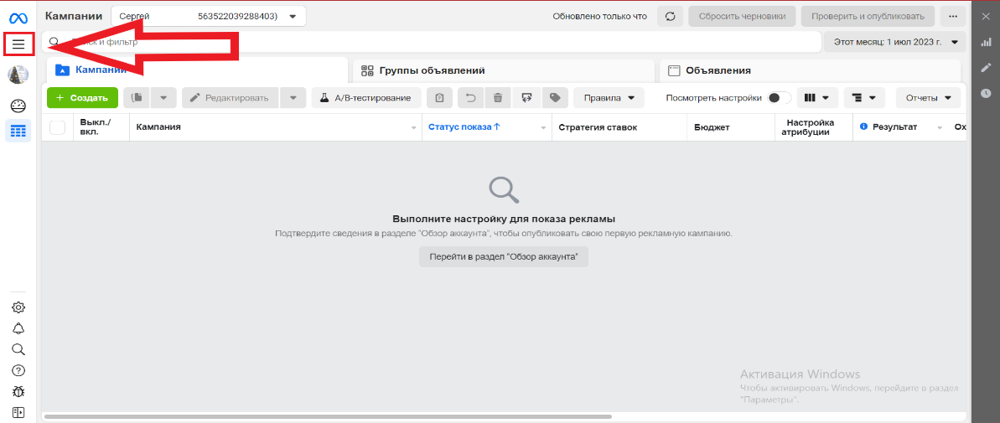 Кампании
Сергей 563522039288403)
Обновлено только что
Сбросить черновики
Проверить и опубликовать
и фильтр
Этот месяц: 1 июл 2023 г.
Кампании
Группы объявлений
Объявления
+ Создать
Редактировать
A/B-тестирование
Правила
Посмотреть настройки
Отчеты
Выкл./
вкл.
Кампания
Статус показа↑
Стратегия ставок
Бюджет
Настройка
атрибуции
Результат
Ох
Выполните настройку для показа рекламы
Подтвердите сведения в разделе "Обзор аккаунта", чтобы опубликовать свою первую рекламную кампанию.
Перейти в раздел "Обзор аккаунта"
Активация Windows
Чтобы активировать Windows, перейдите в раздел
"Параметры".